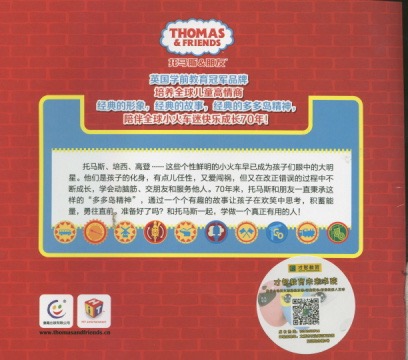 THOMAS
& FRIENDS
托马斯&朋友
英国学前教育冠军品牌
培养全球儿童高情商
经典的形象，经典的故事，经典的多多岛精神，
陪伴全球小火车迷快乐成长70年！
托马斯、培西、高登——这些个性鲜明的小火车早已成为孩子们眼中的大明
星。他们是孩子的化身，有点儿任性，又爱闯祸，但又在改正错误的过程中不
断成长，学会动脑筋、交朋友和服务他人。70年来，托马斯和朋友一直秉承这
样的“多多岛精神”，通过一个个有趣的故事让孩子在欢笑中思考，积蓄能
量，勇往直前。准备好了吗？和托马斯一起，学做一个真正有用的人！
www.thomasandfriends.cn